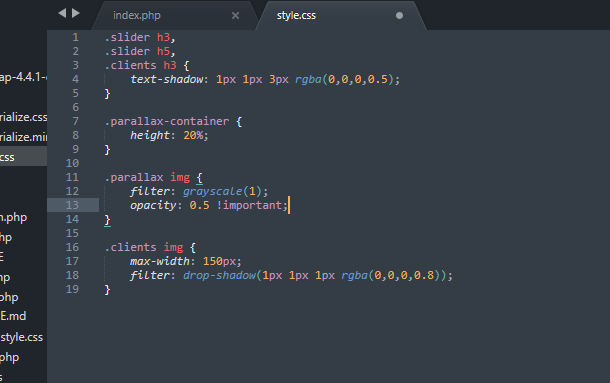 index.php
style.css
ap-4.4.1-
rialize.css
rialize.mi
css
.php
hp
E
hp
php
E.md
style.css
php
s
1 .slider h3,
2 .slider h5,
3 .clients h3 {
4 text-shadow: 1px 1px 3px rgba(0,0,0,0.5);
5 }
6
7 .parallax-container {
8 height: 20%;
9 }
10
11 .parallax img {
12 filter: grayscale(1);
13 opacity: 0.5 !important;
14 }
15
16 .clients img {
17 max-width: 150px;
18 filter: drop-shadow(1px 1px 1px rgba(0,0,0,0.8));
19 }